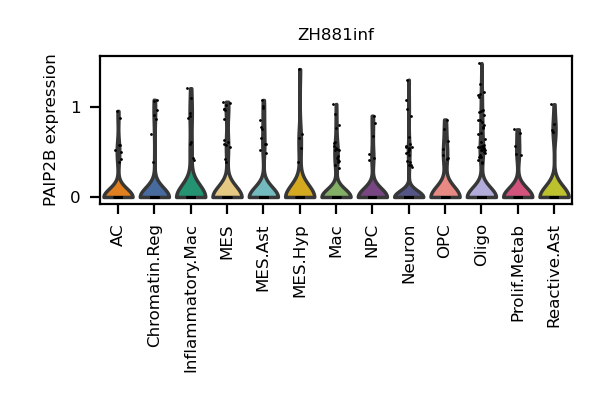 ZH881inf
PAIP2B expression
1
0
AC
Chromatin.Reg
Inflammatory.Mac
MES
MES.Ast
MES.Hyp
Mac
NPC
Neuron
OPC
Oligo
Prolif.Metab
Reactive.Ast